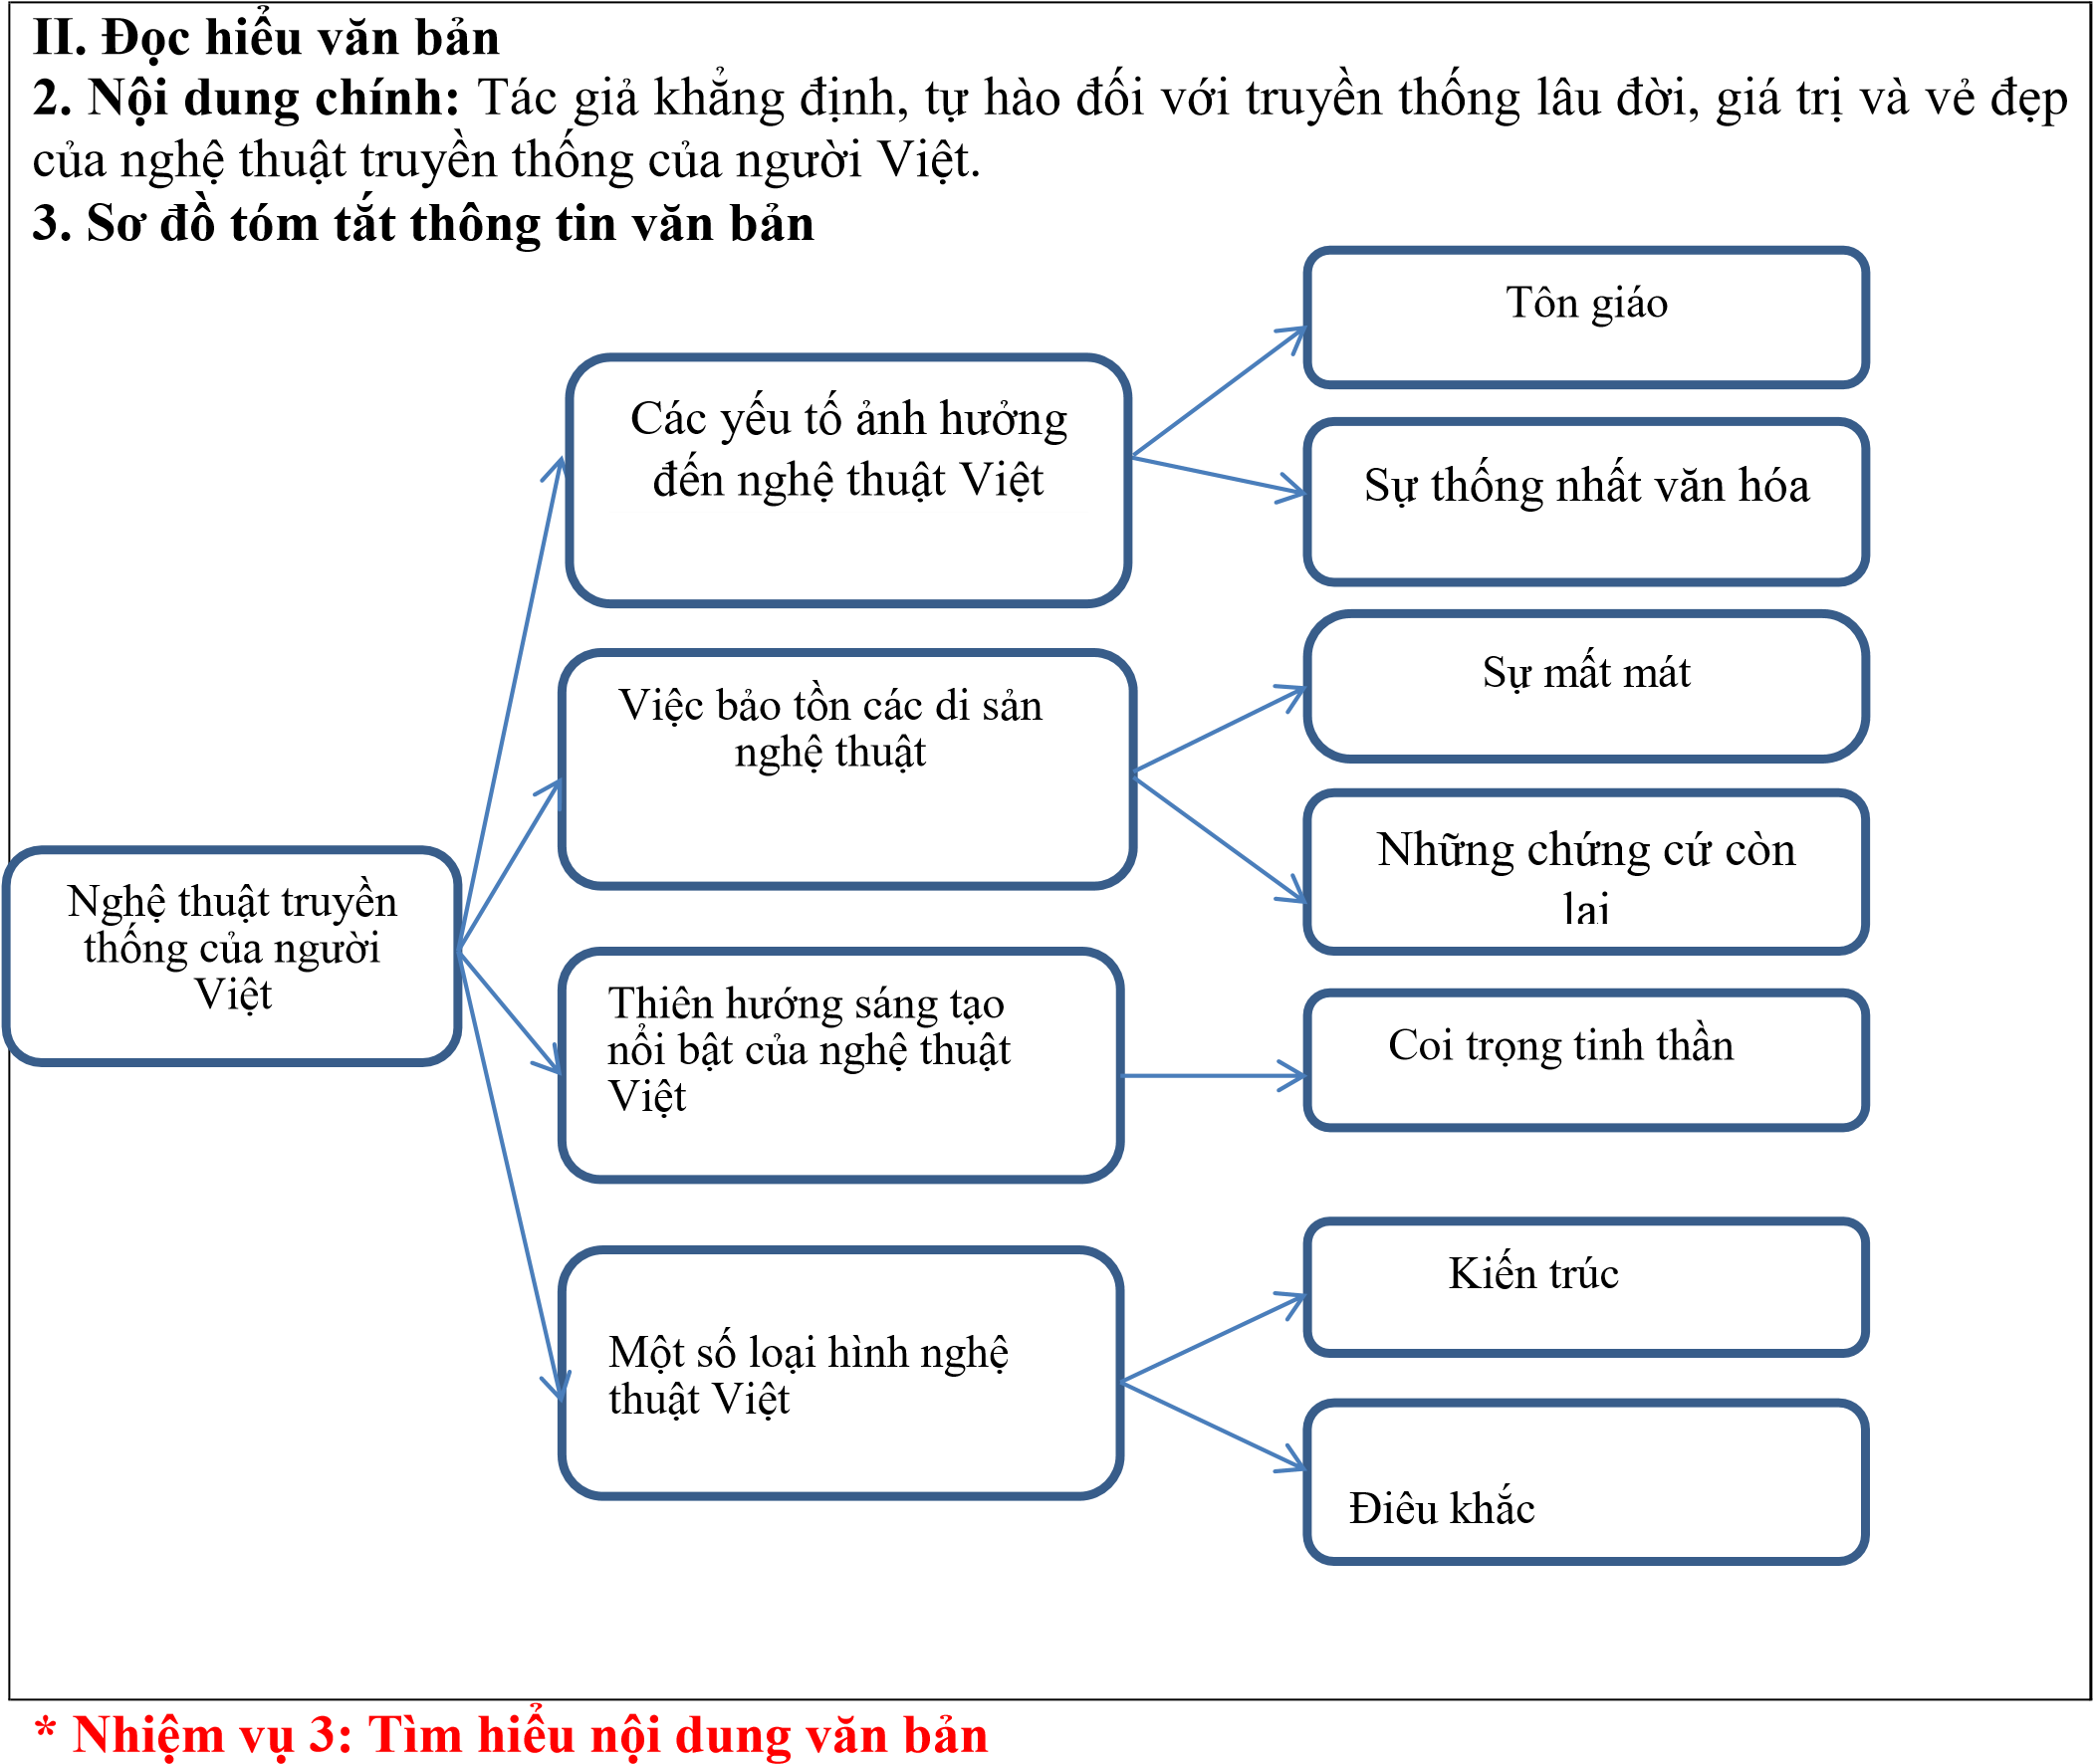 II. Đọc hiểu văn bản
2. Nội dung chính: Tác giả khẳng định, tự hào đối với truyền thống lâu đời, giá trị và vẻ đẹp
của nghệ thuật truyền thống của người Việt.
3. Sơ đồ tóm tắt thông tin văn bản
Nghệ thuật truyền
thống của người
Việt
Các yếu tố ảnh hưởng
đến nghệ thuật Việt
Tôn giáo
Sự thống nhất văn hóa
Việc bảo tồn các di sản
nghệ thuật
Sự mất mát
Những chứng cứ còn
lại
Thiên hướng sáng tạo
nổi bật của nghệ thuật
Việt
Coi trọng tinh thần
Một số loại hình nghệ
thuật Việt
Kiến trúc
Điêu khắc
* Nhiệm vụ 3: Tìm hiểu nội dung văn bản